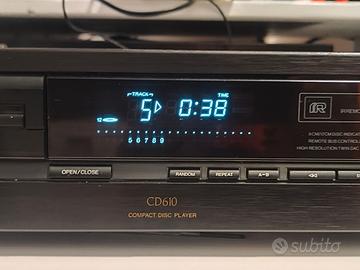 TRACK
TIME
5
0:38
12
5 6 7 8 9
IR
REMOTE BUS CONTROL
HIGH RESOLUTION TWIN DAC
OPEN/CLOSE
RANDOM
REPEAT
A-B
CD610
COMPACT DISC PLAYER
subito